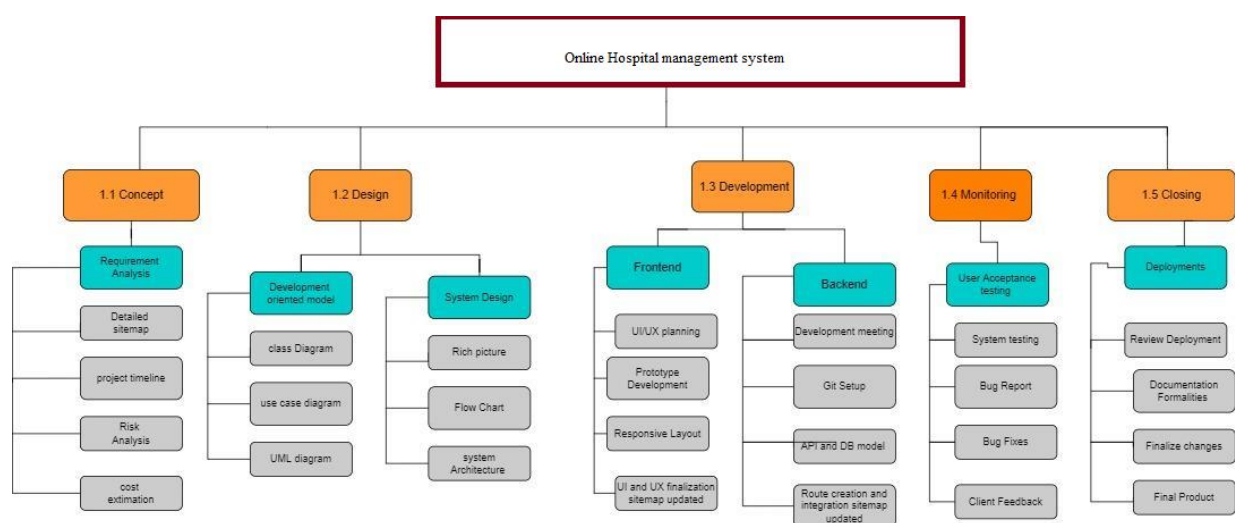 Online Hospital management system
1.1 Concept
1.2 Design
1.3 Development
1.4 Monitoring
1.5 Closing
Requirement
Analysis
Detailed
sitemap
project timeline
Risk
Analysis
cost
extimation
Development
oriented model
class Diagram
use case diagram
UML diagram
System Design
Rich picture
Flow Chart
system
Architecture
Frontend
UI/UX planning
Prototype
Development
Responsive Layout
UI and UX finalization
sitemap updated
Backend
Development meeting
Git Setup
API and DB model
Route creation and
integration sitemap
updated
User Acceptance
testing
System testing
Bug Report
Bug Fixes
Client Feedback
Deployments
Review Deployment
Documentation
Formalities
Finalize changes
Final Product